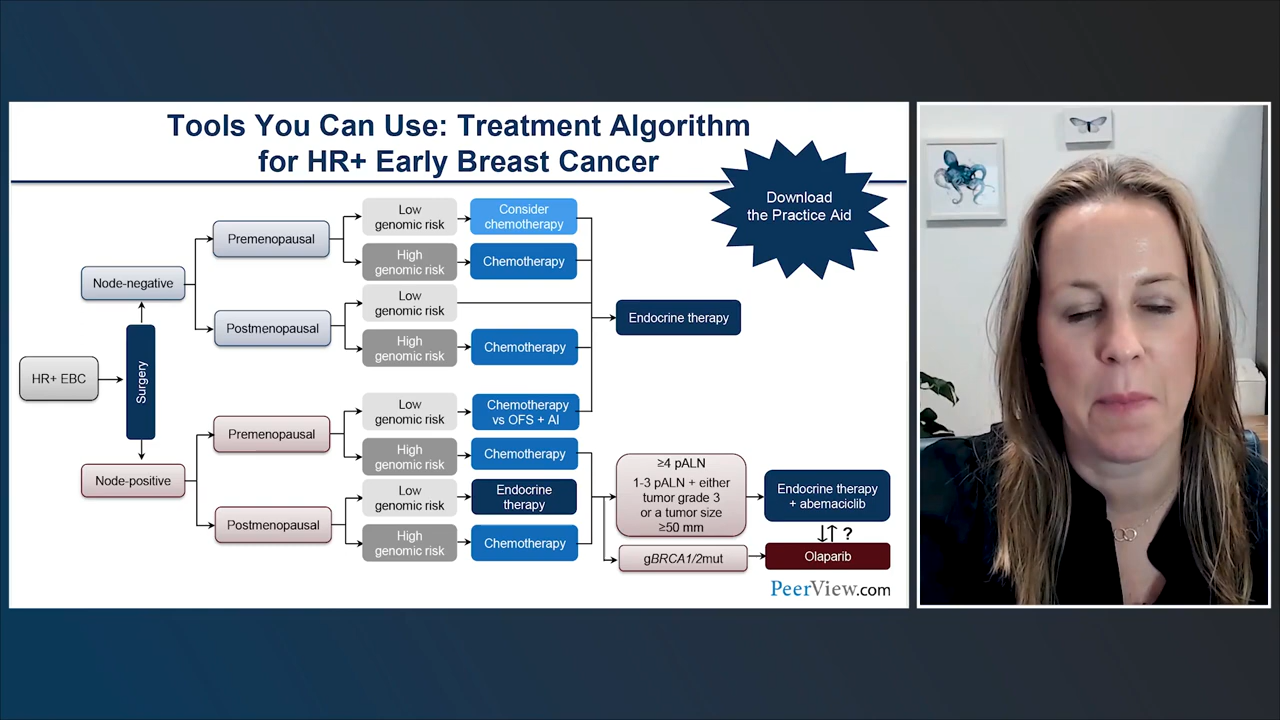 Tools You Can Use: Treatment Algorithm
for HR+ Early Breast Cancer
Download
the Practice Aid
HR+ EBC
Surgery
Node-negative
Premenopausal
Low
genomic risk
Consider
chemotherapy
High
genomic risk
Chemotherapy
Postmenopausal
Low
genomic risk
High
genomic risk
Chemotherapy
Endocrine therapy
Node-positive
Premenopausal
Low
genomic risk
Chemotherapy
vs OFS + AI
High
genomic risk
Chemotherapy
Postmenopausal
Low
genomic risk
Endocrine
therapy
High
genomic risk
Chemotherapy
≥4 pALN
1-3 pALN + either
tumor grade 3
or a tumor size
≥50 mm
Endocrine therapy
+ abemaciclib
?
gBRCA1/2mut
Olaparib
PeerView.com